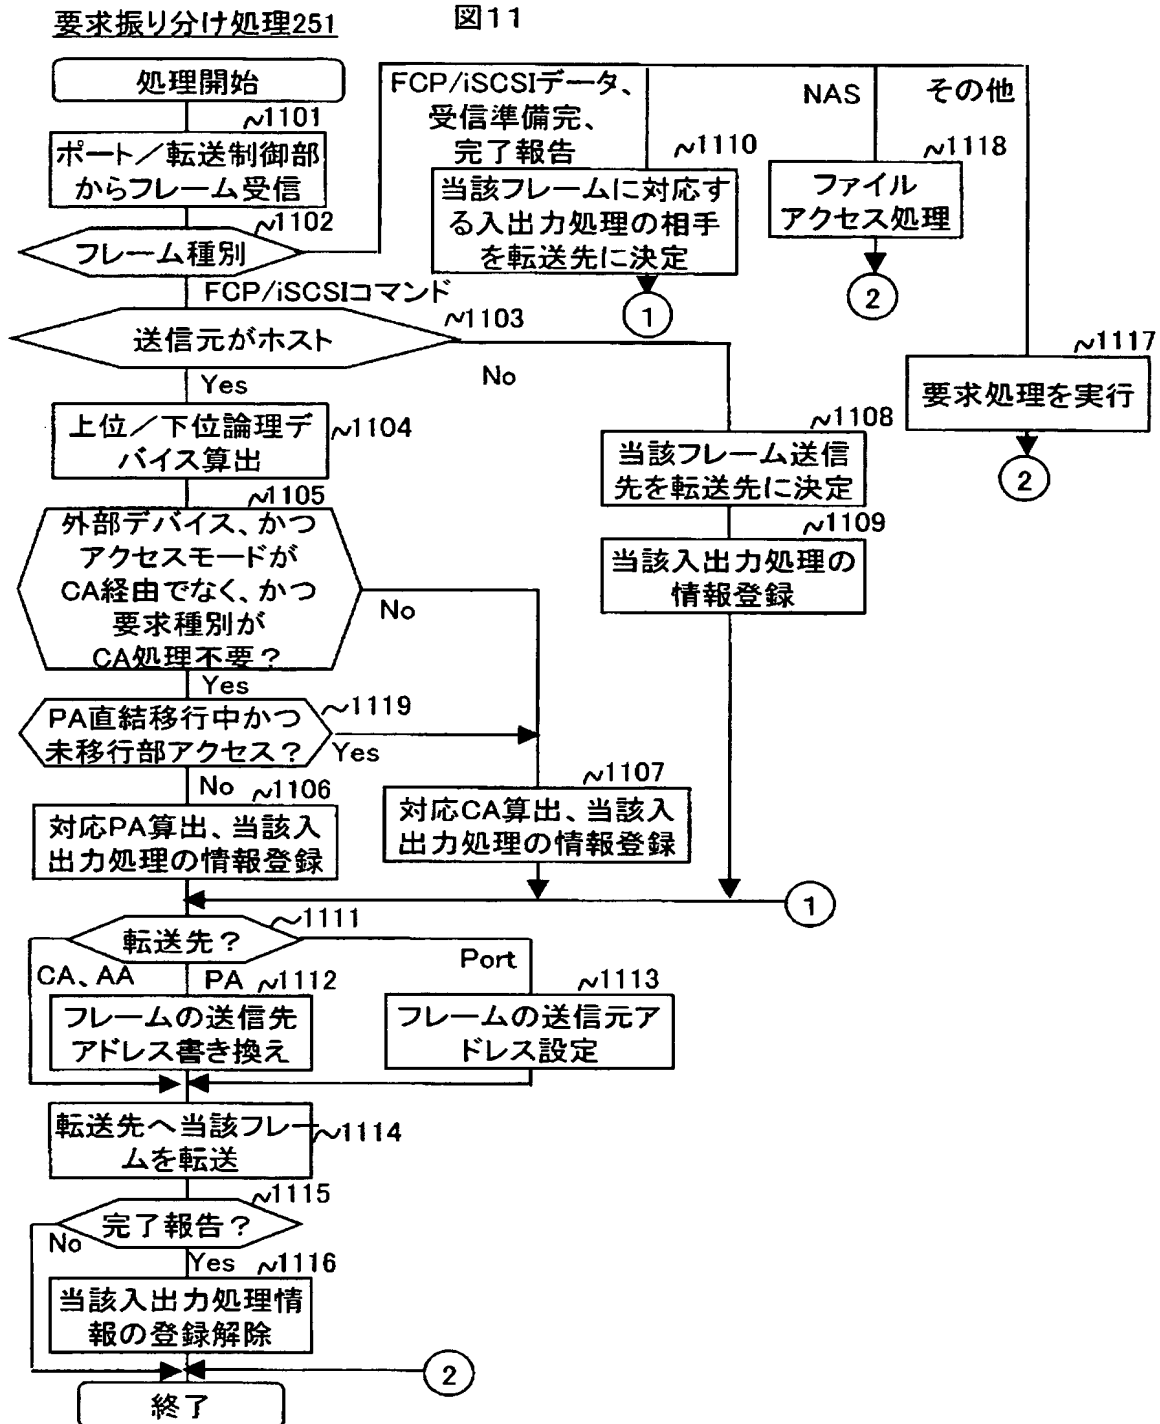 要求振り分け処理251
図11
処理開始
~1101
ポート／転送制御部
からフレーム受信
~1102
フレーム種別
FCP/iSCSIデータ、
受信準備完、
完了報告
~1110
当該フレームに対応す
る入出力処理の相手
を転送先に決定
1
NAS
~1118
ファイル
アクセス処理
2
その他
~1117
要求処理を実行
2
FCP/iSCSIコマンド
~1103
送信元がホスト
Yes
No
上位／下位論理デ
バイス算出
~1104
~1108
当該フレーム送信
先を転送先に決定
~1109
当該入出力処理の
情報登録
~1105
外部デバイス、かつ
アクセスモードが
CA経由でなく、かつ
要求種別が
CA処理不要？
No
Yes
~1119
PA直結移行中かつ
未移行部アクセス？
Yes
No
~1106
対応PA算出、当該入
出力処理の情報登録
~1107
対応CA算出、当該入
出力処理の情報登録
1
~1111
転送先？
CA、AA
PA
~1112
フレームの送信先
アドレス書き換え
Port
~1113
フレームの送信元ア
ドレス設定
転送先へ当該フレー
ムを転送
~1114
~1115
完了報告？
No
Yes
~1116
当該入出力処理情
報の登録解除
2
終了